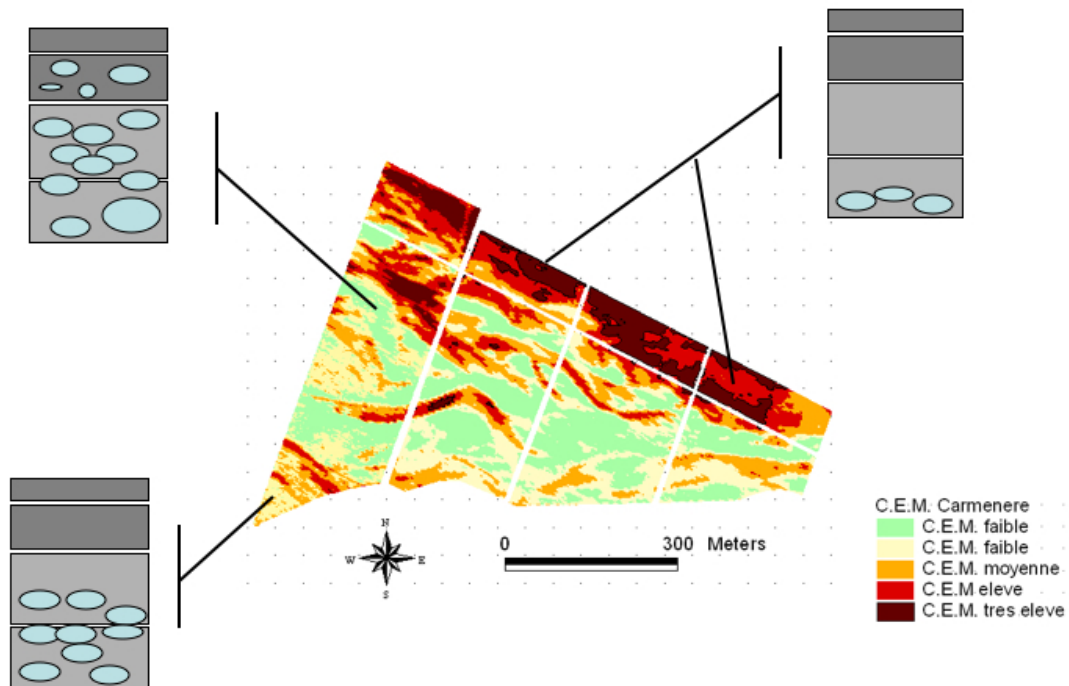 N
W E
S
0 300 Meters
C.E.M. Carmenere
C.E.M. faible
C.E.M. faible
C.E.M. moyenne
C.E.M eleve
C.E.M. tres eleve